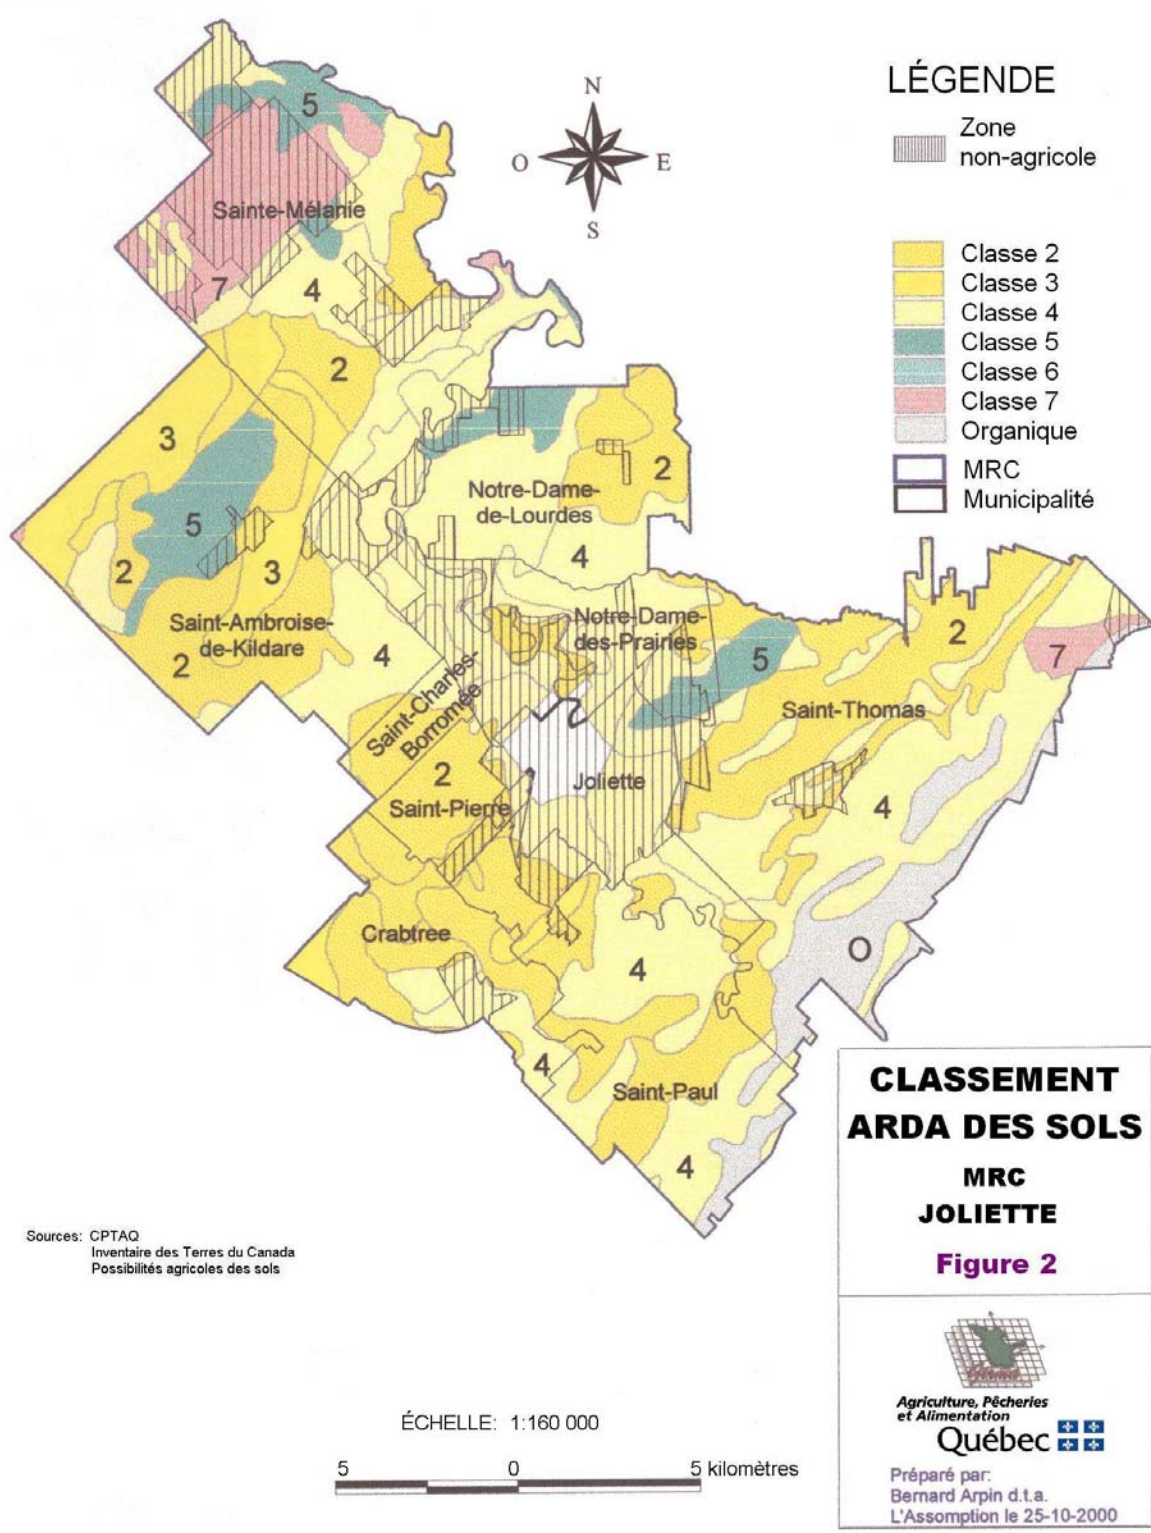 LÉGENDE
Zone
non-agricole
Classe 2
Classe 3
Classe 4
Classe 5
Classe 6
Classe 7
Organique
MRC
Municipalité
N
O
E
S
5
Sainte-Mélanie
7
4
2
3
5
2
3
Saint-Ambroise-
de-Kildare
2
4
Notre-Dame-
de-Lourdes
2
4
Notre-Dame-
des-Prairies
5
2
7
Saint-Thomas
4
Saint-Charles-
Borromée
2
Saint-Pierre
Joliette
Crabtree
4
O
4
Saint-Paul
4
CLASSEMENT
ARDA DES SOLS
MRC
JOLIETTE
Figure 2
Sources: CPTAQ
Inventaire des Terres du Canada
Possibilités agricoles des sols
ÉCHELLE: 1:160 000
5 0 5 kilomètres
Agriculture, Pêcheries
et Alimentation
Québec
Préparé par:
Bernard Arpin d.t.a.
L'Assomption le 25-10-2000